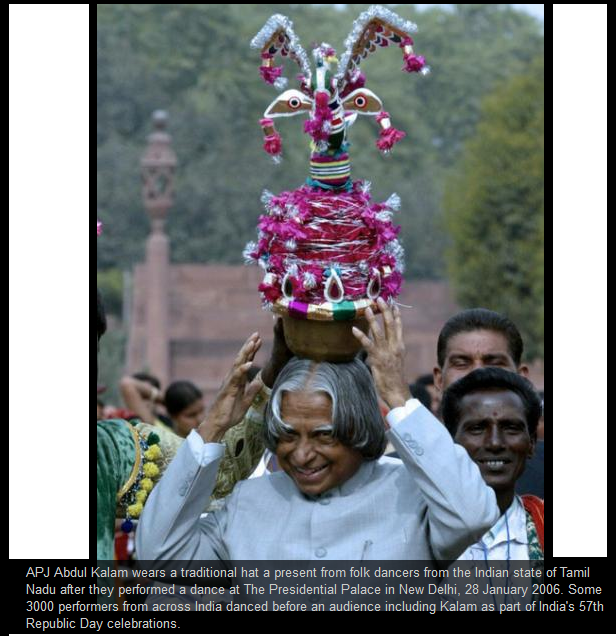 APJ Abdul Kalam wears a traditional hat a present from folk dancers from the Indian state of Tamil
Nadu after they performed a dance at The Presidential Palace in New Delhi, 28 January 2006. Some
3000 performers from across India danced before an audience including Kalam as part of India's 57th
Republic Day celebrations.